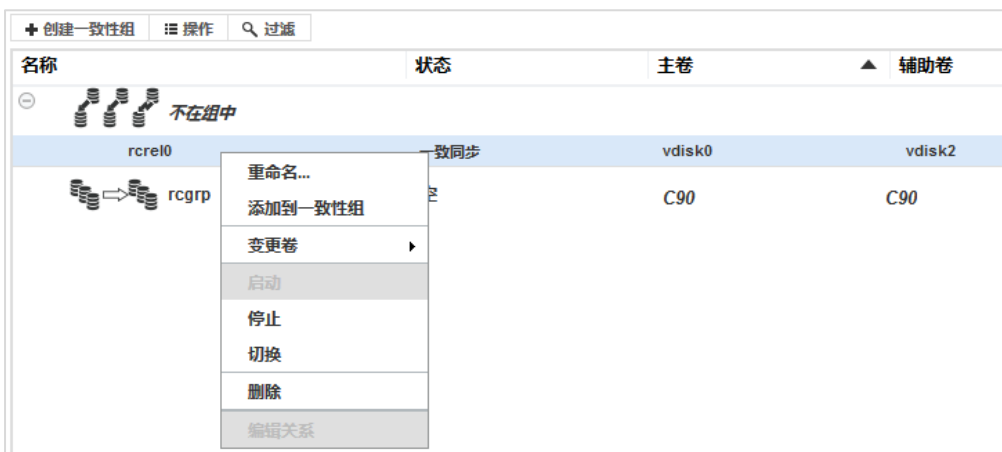 创建一致性组 操作 过滤
名称 状态 主卷 辅助卷
不在组中
rcrel0 一致同步 vdisk0 vdisk2
重命名...
rcgrp 空 C90 C90
添加到一致性组
变更卷
启动
停止
切换
删除
编辑关系